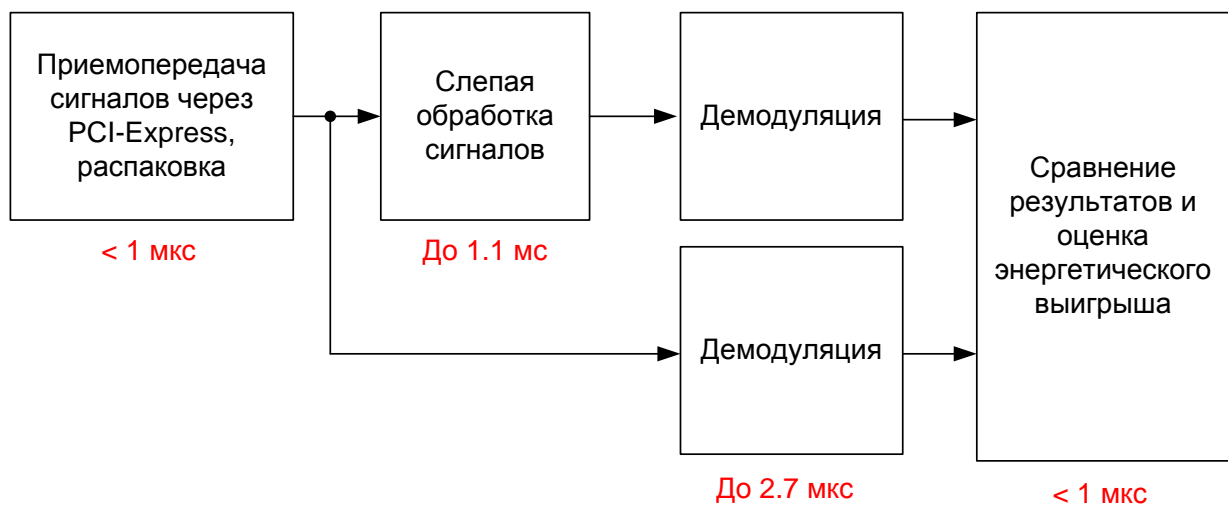 Приемопередача
сигналов через
PCI-Express,
распаковка
< 1 мкс
Слепая
обработка
сигналов
До 1.1 мс
Демодуляция
Демодуляция
До 2.7 мкс
Сравнение
результатов и
оценка
энергетического
выигрыша
< 1 мкс